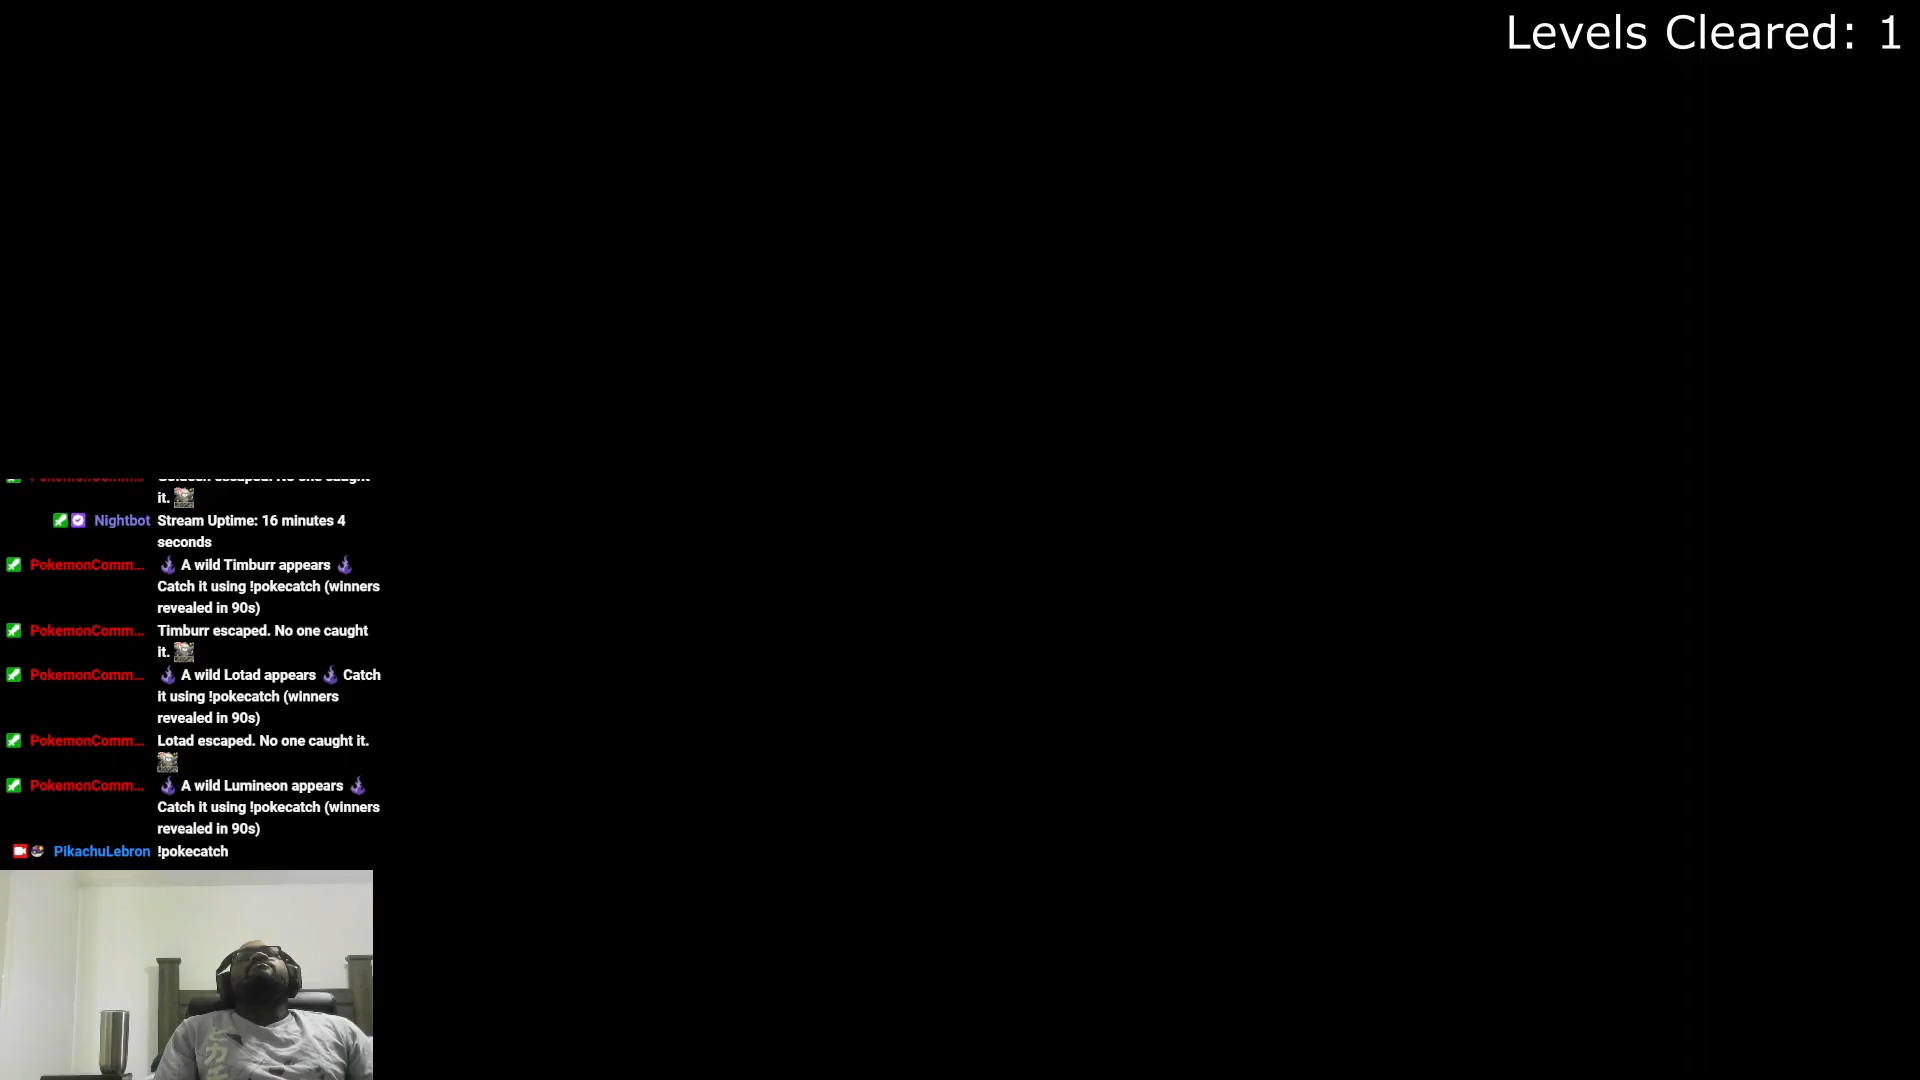 Levels Cleared: 1
it.
Nightbot Stream Uptime: 16 minutes 4
seconds
PokemonComm... A wild Timburr appears
Catch it using !pokecatch (winners
revealed in 90s)
PokemonComm... Timburr escaped. No one caught
it.
PokemonComm... A wild Lotad appears Catch
it using !pokecatch (winners
revealed in 90s)
PokemonComm... Lotad escaped. No one caught it.
PokemonComm... A wild Lumineon appears
Catch it using !pokecatch (winners
revealed in 90s)
PikachuLebron !pokecatch